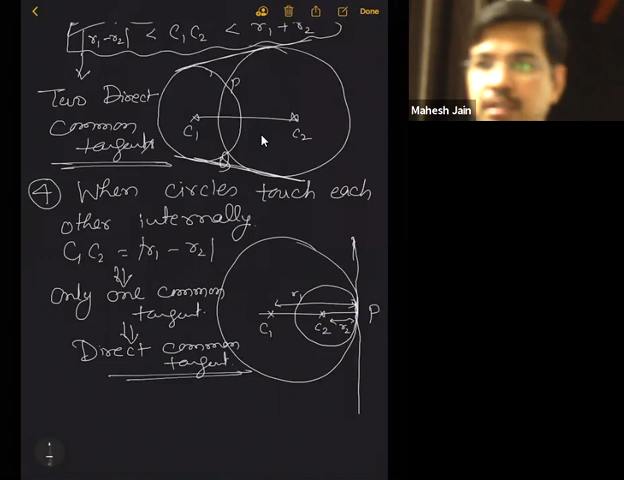 Done
|r₁-r₂| < C₁C₂ < r₁+r₂
Two Direct
common
tangents
P
C₁
C₂
Q
④ When circles touch each
other internally.
C₁C₂ = |r₁ - r₂|
⇓
Only one common
tangent.
⇓
Direct common
tangent.
r₁
C₁
C₂
r₂
P
Mahesh Jain